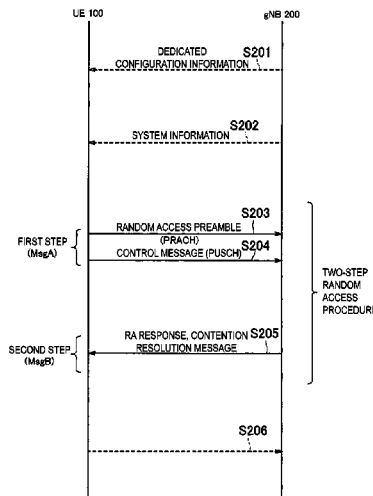 UE 100
gNB 200
S201
DEDICATED
CONFIGURATION INFORMATION
S202
SYSTEM INFORMATION
S203
RANDOM ACCESS PREAMBLE
(PRACH)
S204
CONTROL MESSAGE (PUSCH)
FIRST STEP
(MsgA)
TWO-STEP
RANDOM
ACCESS
PROCEDURE
S205
RA RESPONSE, CONTENTION
RESOLUTION MESSAGE
SECOND STEP
(MsgB)
S206